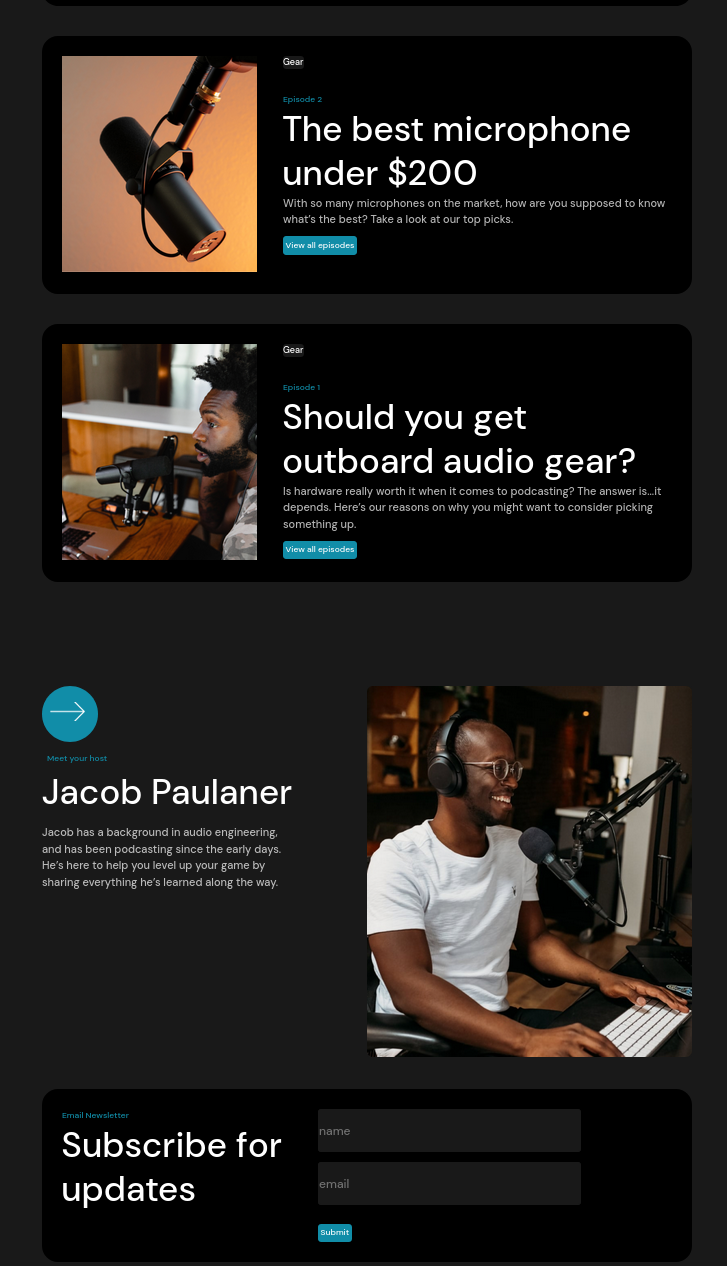 Gear
Episode 2
The best microphone
under $200
With so many microphones on the market, how are you supposed to know
what's the best? Take a look at our top picks.
View all episodes
Gear
Episode 1
Should you get
outboard audio gear?
Is hardware really worth it when it comes to podcasting? The answer is...it
depends. Here's our reasons on why you might want to consider picking
something up.
View all episodes
Meet your host
Jacob Paulaner
Jacob has a background in audio engineering,
and has been podcasting since the early days.
He's here to help you level up your game by
sharing everything he's learned along the way.
Email Newsletter
Subscribe for
updates
name
email
Submit